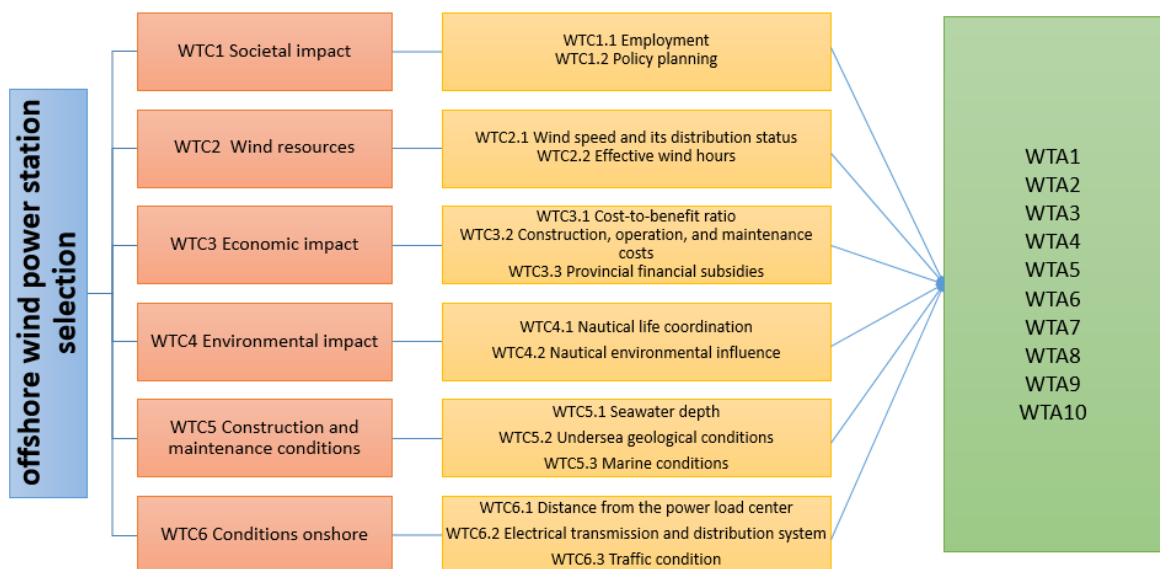 offshore wind power station
selection
WTC1 Societal impact
WTC1.1 Employment
WTC1.2 Policy planning
WTC2 Wind resources
WTC2.1 Wind speed and its distribution status
WTC2.2 Effective wind hours
WTC3 Economic impact
WTC3.1 Cost-to-benefit ratio
WTC3.2 Construction, operation, and maintenance
costs
WTC3.3 Provincial financial subsidies
WTC4 Environmental impact
WTC4.1 Nautical life coordination
WTC4.2 Nautical environmental influence
WTC5 Construction and
maintenance conditions
WTC5.1 Seawater depth
WTC5.2 Undersea geological conditions
WTC5.3 Marine conditions
WTC6 Conditions onshore
WTC6.1 Distance from the power load center
WTC6.2 Electrical transmission and distribution system
WTC6.3 Traffic condition
WTA1
WTA2
WTA3
WTA4
WTA5
WTA6
WTA7
WTA8
WTA9
WTA10